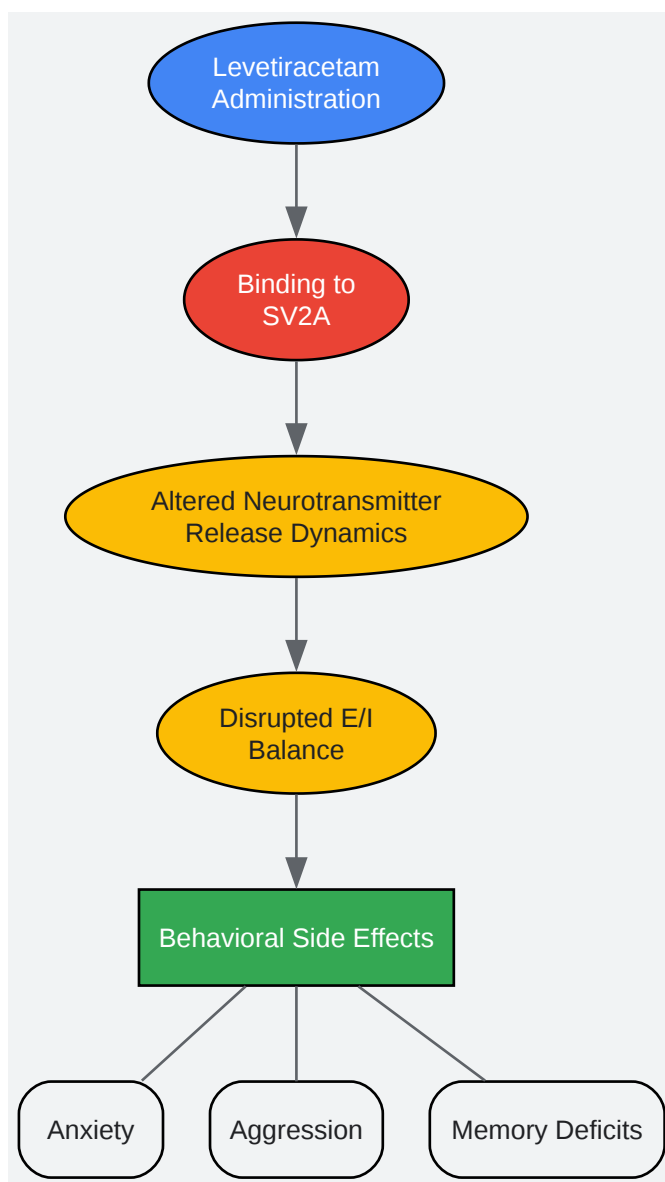 Levetiracetam
Administration
Binding to
SV2A
Altered Neurotransmitter
Release Dynamics
Disrupted E/I
Balance
Behavioral Side Effects
Anxiety
Aggression
Memory Deficits